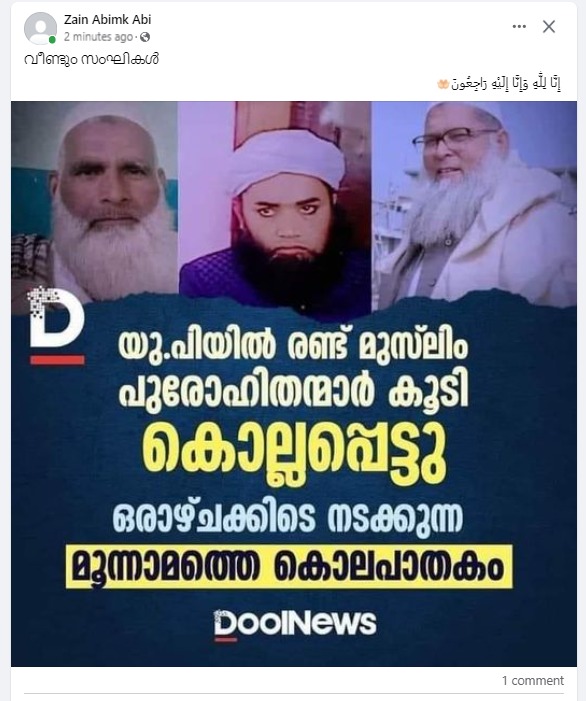 Zain Abimk Abi
2 minutes ago ·
വീണ്ടും സംഘികൾ
إِنَّا لِلَّهِ وَإِنَّا إِلَيْهِ رَاجِعُونَ🤲🏻
D
യു.പിയിൽ രണ്ട് മുസ്‌ലിം
പുരോഹിതന്മാർ കൂടി
കൊല്ലപ്പെട്ടു
ഒരാഴ്ചക്കിടെ നടക്കുന്ന
മൂന്നാമത്തെ കൊലപാതകം
DOOLNEWS
1 comment